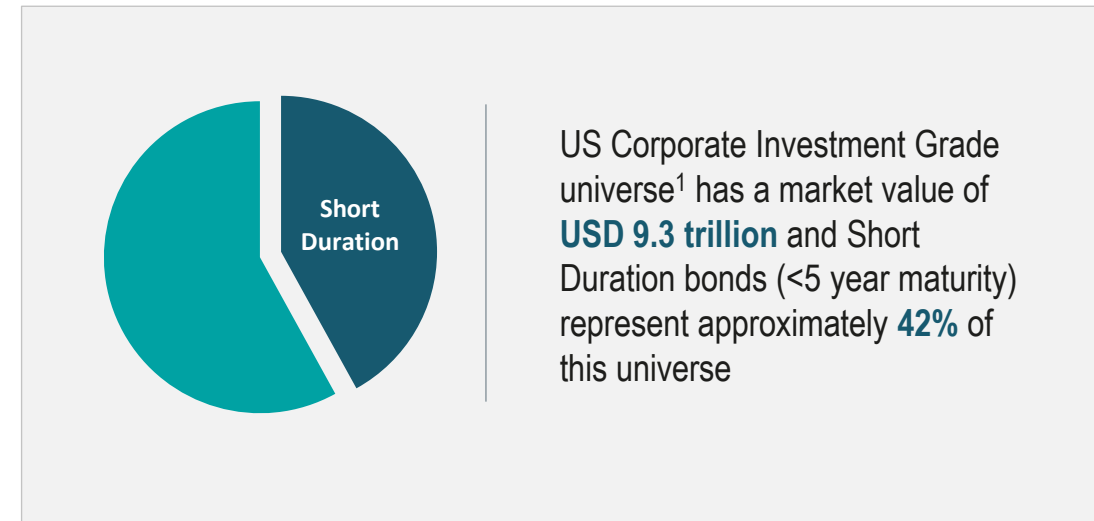 Short
Duration
US Corporate Investment Grade
universe¹ has a market value of
USD 9.3 trillion and Short
Duration bonds (<5 year maturity)
represent approximately 42% of
this universe